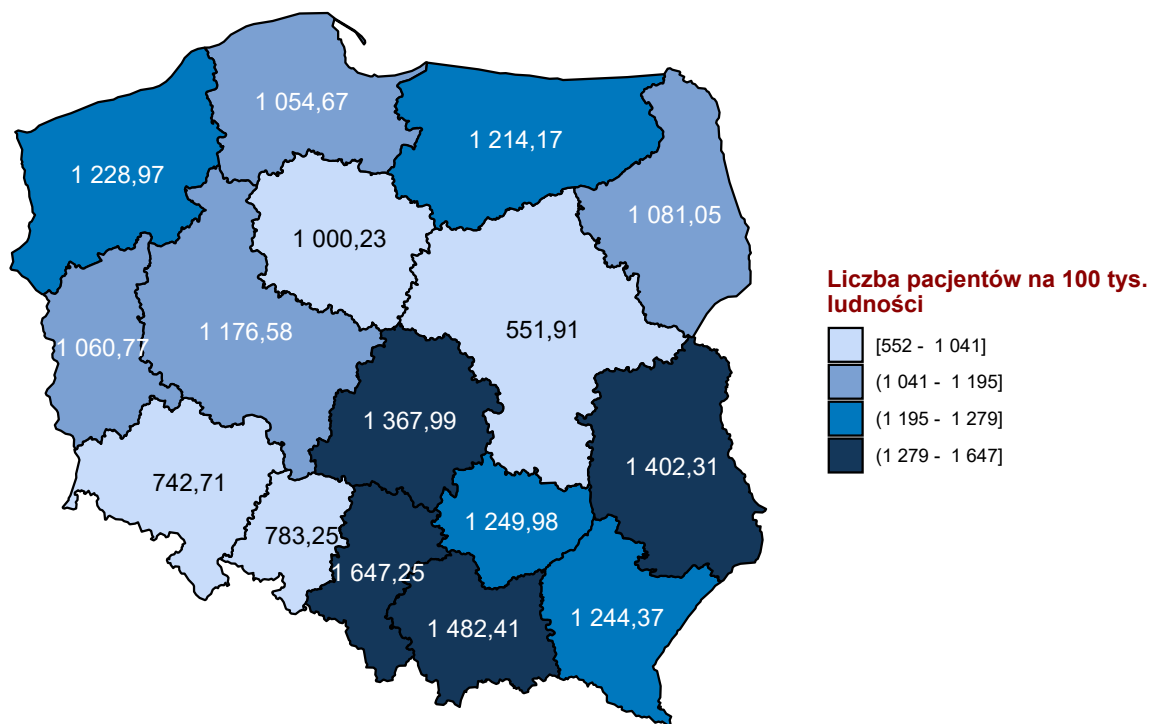 1 054,67
1 214,17
1 228,97
1 081,05
1 000,23
551,91
1 176,58
1 060,77
1 367,99
1 402,31
742,71
783,25
1 249,98
1 647,25
1 482,41
1 244,37
Liczba pacjentów na 100 tys.
ludności
[552 - 1 041]
(1 041 - 1 195]
(1 195 - 1 279]
(1 279 - 1 647]